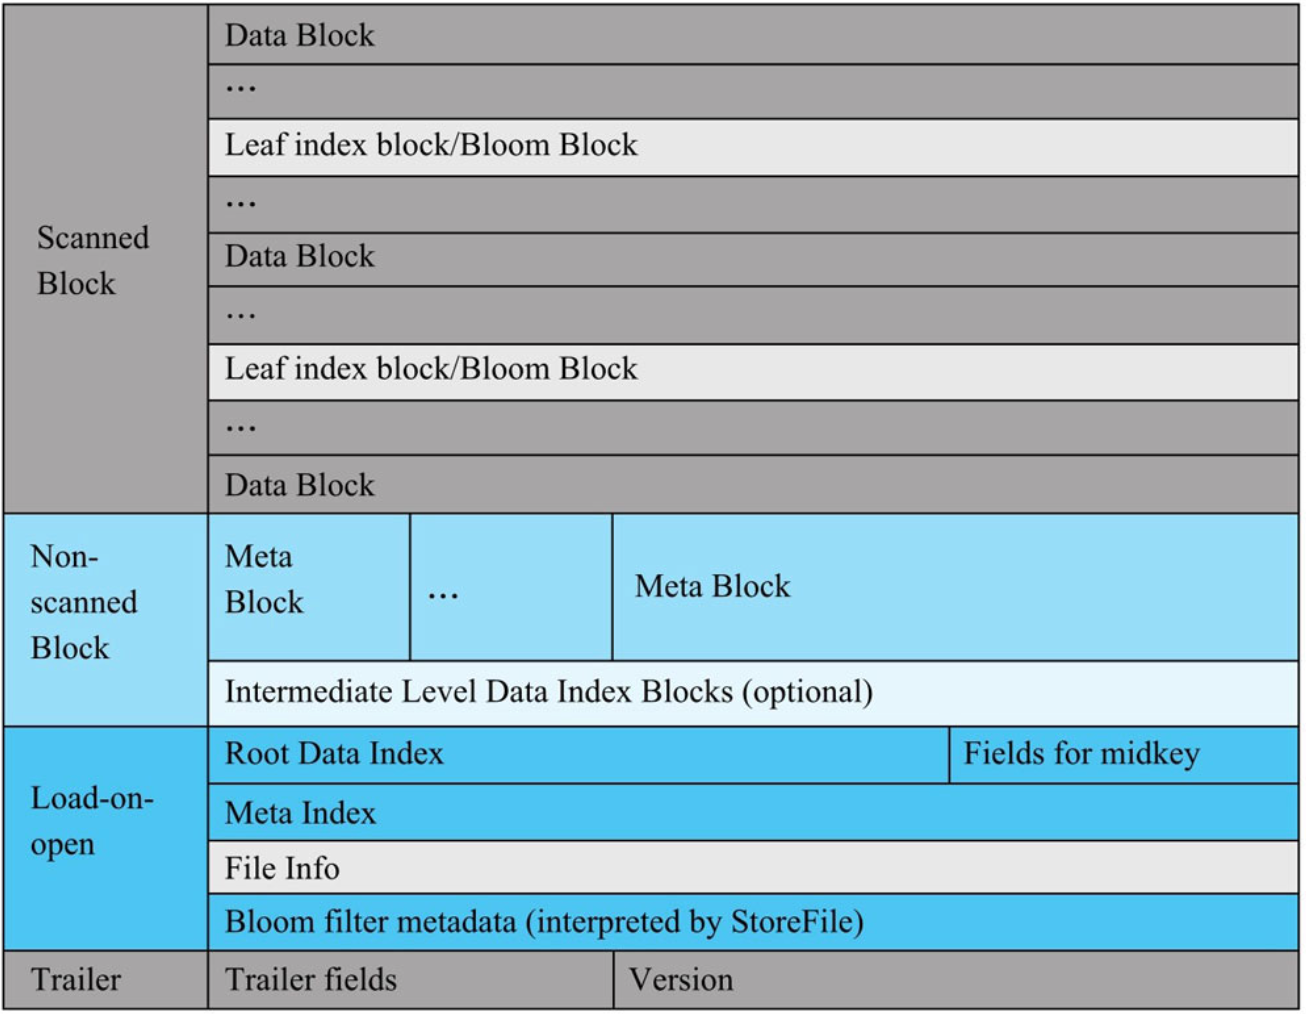 Scanned
Block
Data Block
...
Leaf index block/Bloom Block
...
Data Block
...
Leaf index block/Bloom Block
...
Data Block
Non-
scanned
Block
Meta
Block
...
Meta Block
Intermediate Level Data Index Blocks (optional)
Load-on-
open
Root Data Index
Fields for midkey
Meta Index
File Info
Bloom filter metadata (interpreted by StoreFile)
Trailer
Trailer fields
Version